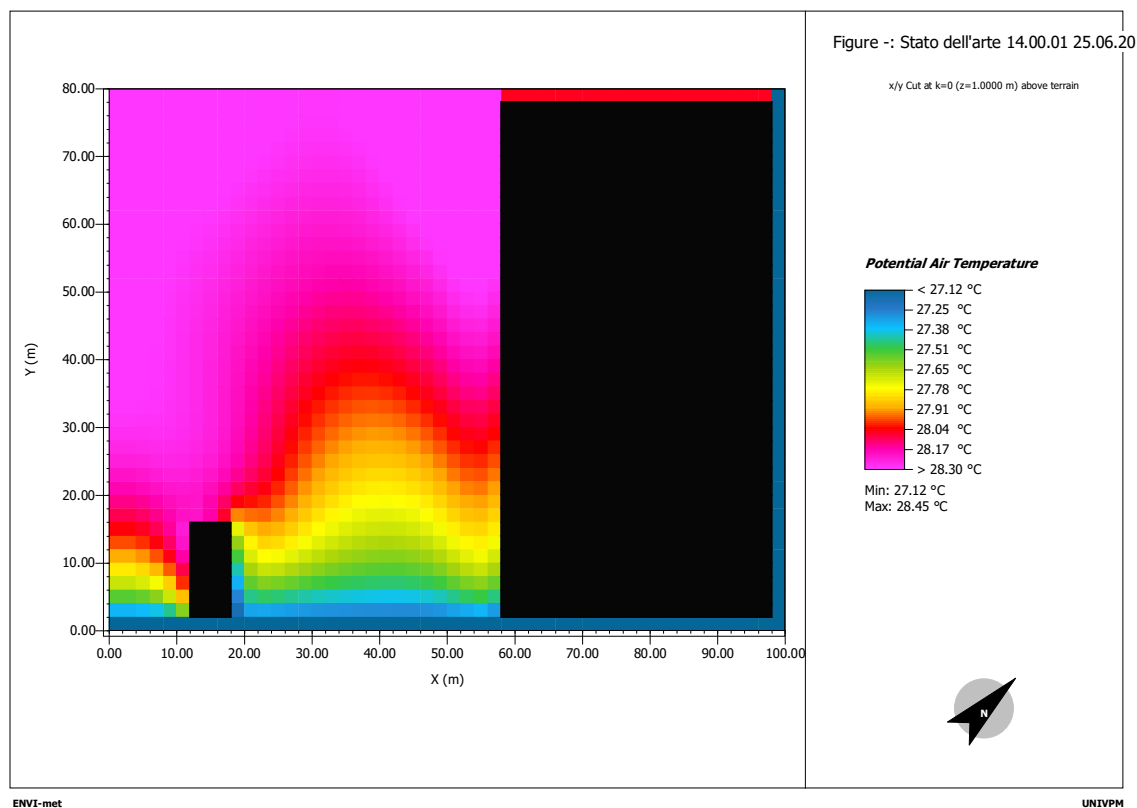 Figure -: Stato dell'arte 14.00.01 25.06.20
x/y Cut at k=0 (z=1.0000 m) above terrain
80.00
70.00
60.00
50.00
40.00
30.00
20.00
10.00
0.00
Y (m)
0.00 10.00 20.00 30.00 40.00 50.00 60.00 70.00 80.00 90.00 100.00
X (m)
Potential Air Temperature
< 27.12 °C
27.25 °C
27.38 °C
27.51 °C
27.65 °C
27.78 °C
27.91 °C
28.04 °C
28.17 °C
> 28.30 °C
Min: 27.12 °C
Max: 28.45 °C
N
ENVI-met
UNIVPM